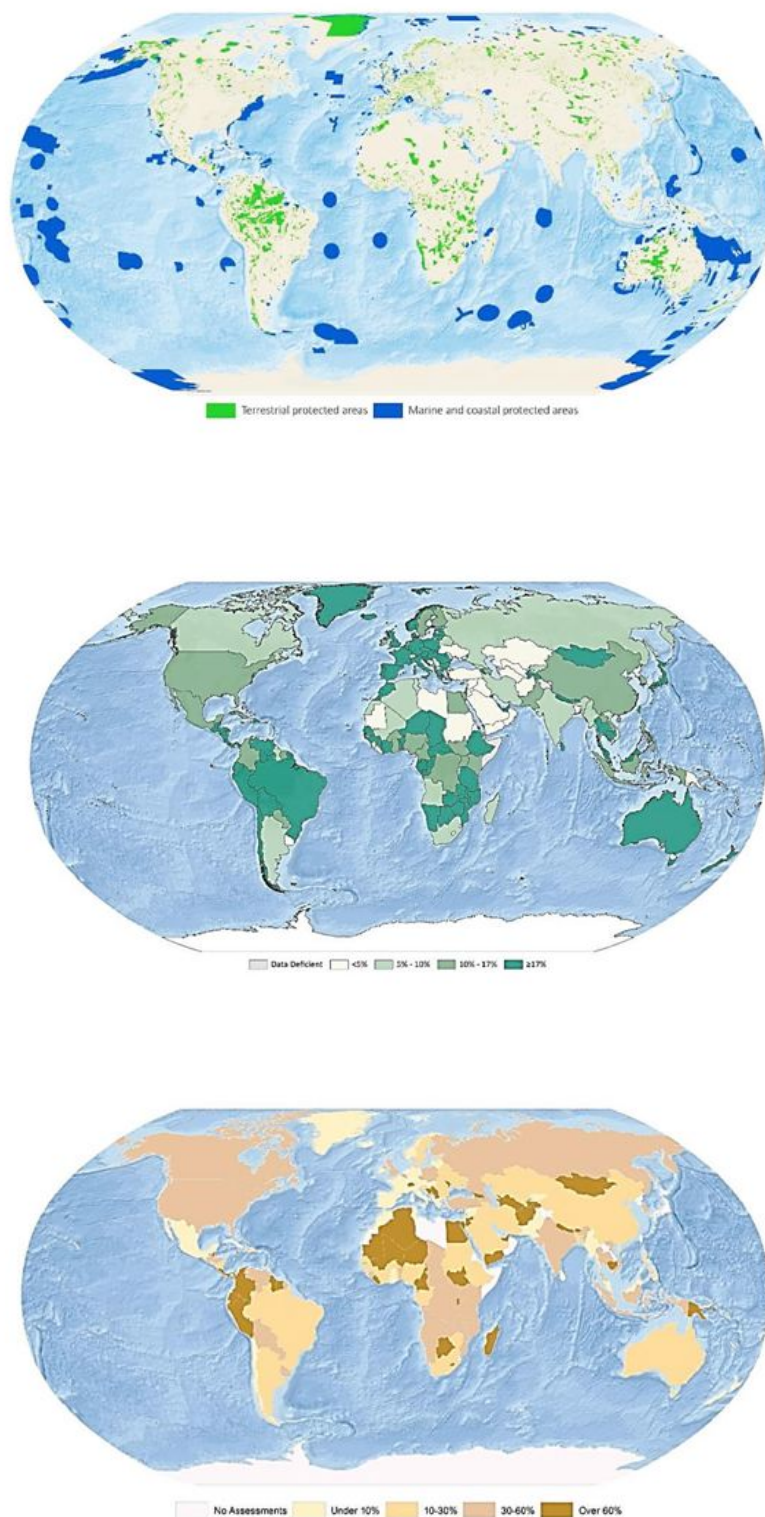 Terrestrial protected areas Marine and coastal protected areas
Data Deficient <5% 5% - 10% 10% - 17% ≥17%
No Assessments Under 10% 10-30% 30-60% Over 60%